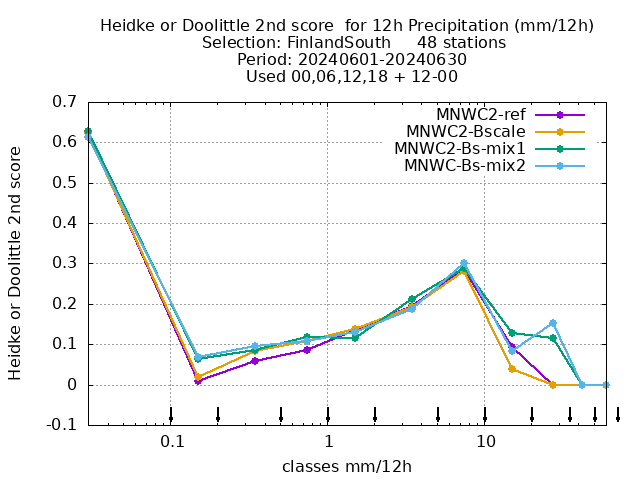 Heidke or Doolittle 2nd score  for 12h Precipitation (mm/12h)
Selection: FinlandSouth     48 stations
Period: 20240601-20240630
Used 00,06,12,18 + 12-00
MNWC2-ref
MNWC2-Bscale
MNWC2-Bs-mix1
MNWC-Bs-mix2
Heidke or Doolittle 2nd score
0.7
0.6
0.5
0.4
0.3
0.2
0.1
0
-0.1
0.1
1
10
classes mm/12h